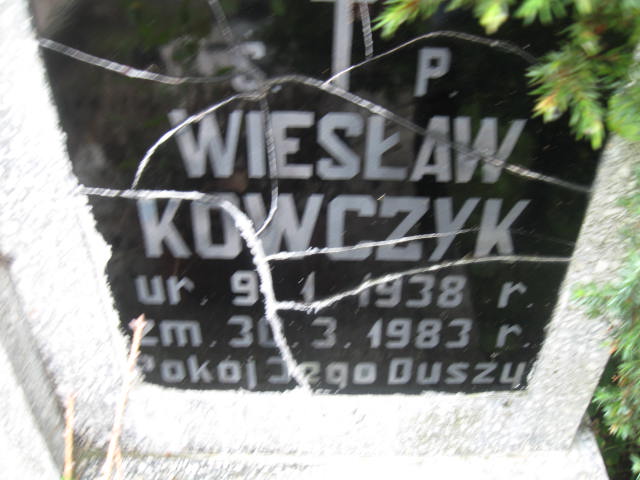 Ś P
WIESŁAW
KOWCZYK
ur. 9.1.1938 r.
zm. 30.3.1983 r.
Pokój Jego Duszy